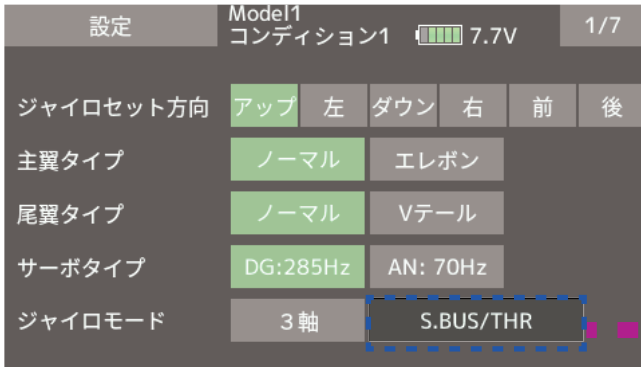 設定 Model1 1/7
コンディション1 7.7V
ジャイロセット方向 アップ 左 ダウン 右 前 後
主翼タイプ ノーマル エレボン
尾翼タイプ ノーマル Vテール
サーボタイプ DG:285Hz AN: 70Hz
ジャイロモード 3軸 S.BUS/THR